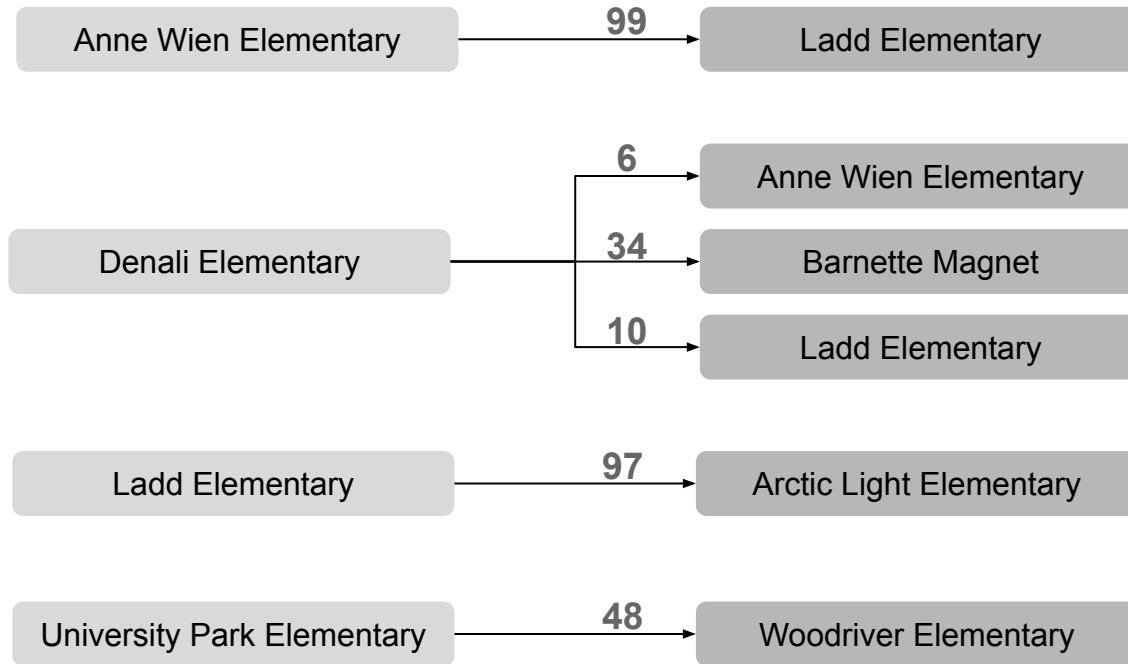 Anne Wien Elementary
99
Ladd Elementary
6
Anne Wien Elementary
Denali Elementary
34
Barnette Magnet
10
Ladd Elementary
Ladd Elementary
97
Arctic Light Elementary
University Park Elementary
48
Woodriver Elementary